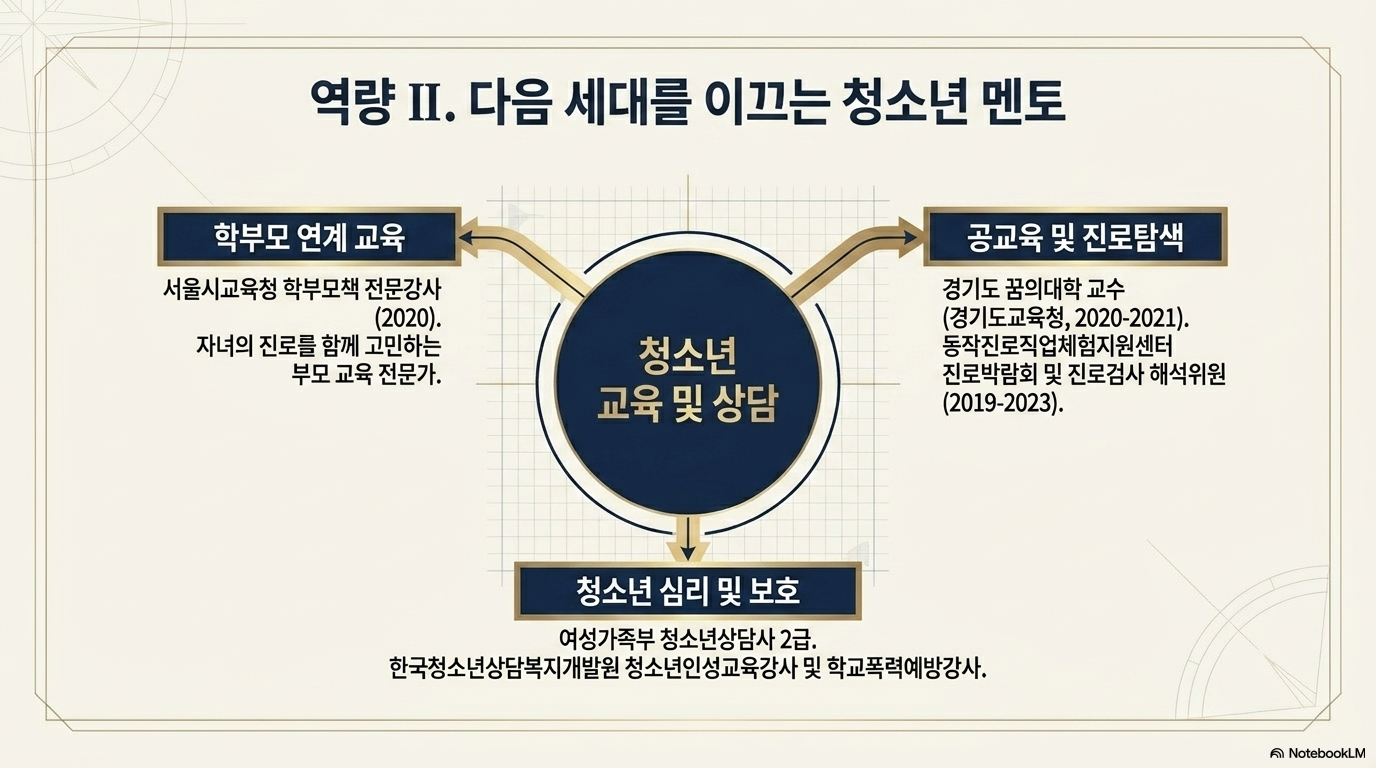 역량 II. 다음 세대를 이끄는 청소년 멘토
학부모 연계 교육
서울시교육청 학부모책 전문강사
(2020).
자녀의 진로를 함께 고민하는
부모 교육 전문가.
공교육 및 진로탐색
경기도 꿈의대학 교수
(경기도교육청, 2020-2021).
동작진로직업체험지원센터
진로박람회 및 진로검사 해석위원
(2019-2023).
청소년
교육 및 상담
청소년 심리 및 보호
여성가족부 청소년상담사 2급.
한국청소년상담복지개발원 청소년인성교육강사 및 학교폭력예방강사.
NotebookLM